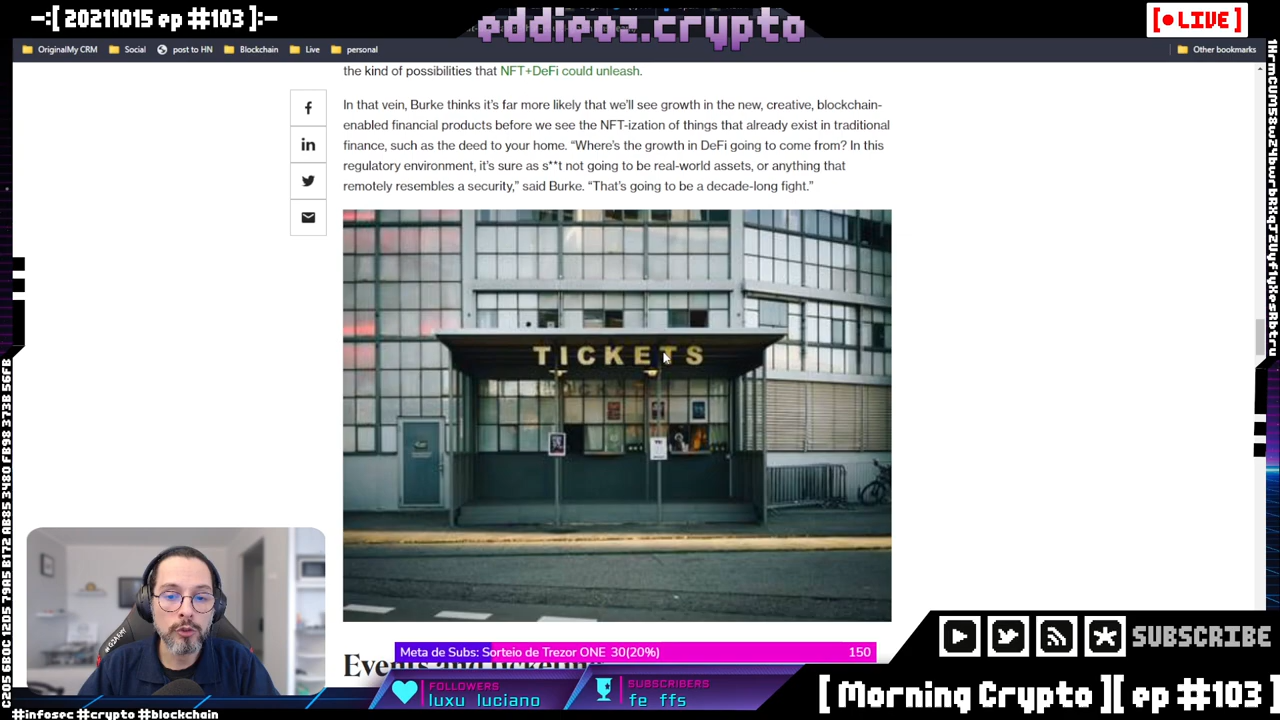 -:[ 20211015 ep #103 ]:-
eddieoz.crypto
[●LIVE]
OriginalMy CRM
Social
post to HN
Blockchain
Live
personal
Other bookmarks
the kind of possibilities that NFT+DeFi could unleash.
In that vein, Burke thinks it’s far more likely that we’ll see growth in the new, creative, blockchain-
enabled financial products before we see the NFT-ization of things that already exist in traditional
finance, such as the deed to your home. “Where’s the growth in DeFi going to come from? In this
regulatory environment, it’s sure as s**t not going to be real-world assets, or anything that
remotely resembles a security,” said Burke. “That’s going to be a decade-long fight.”
TICKETS
Meta de Subs: Sorteio de Trezor ONE 30(20%)
150
FOLLOWERS
luxu luciano
SUBSCRIBERS
fe ffs
SUBSCRIBE
[ Morning Crypto ][ ep #103 ]
#infosec #crypto #blockchain